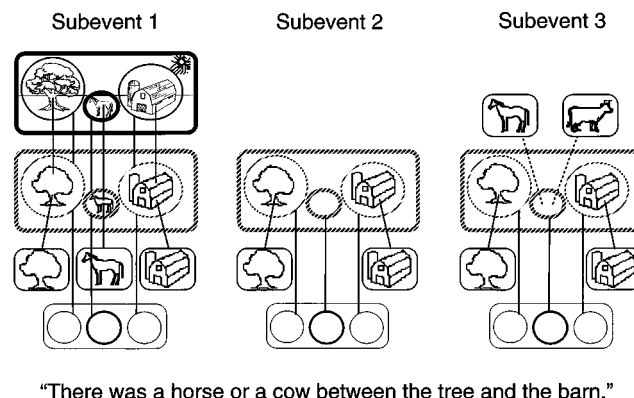 Subevent 1
Subevent 2
Subevent 3
“There was a horse or a cow between the tree and the barn.”